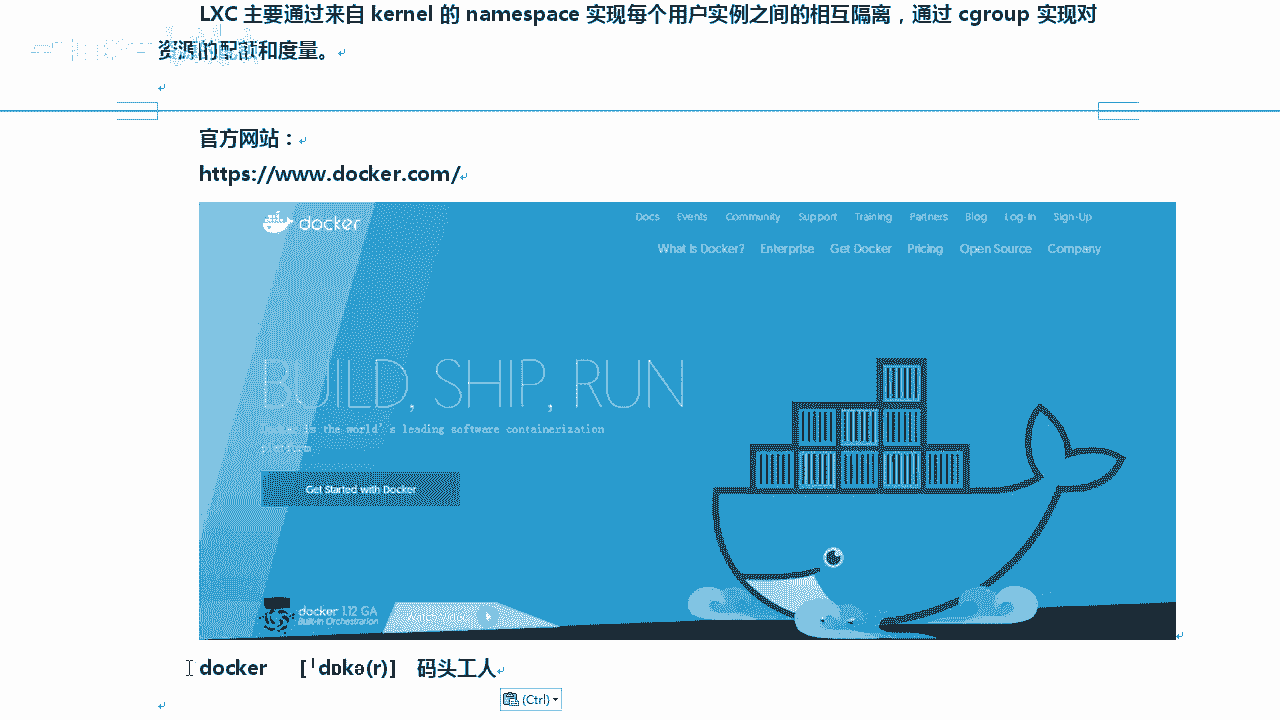 LXC 主要通过来自 kernel 的 namespace 实现每个用户实例之间的相互隔离，通过 cgroup 实现对
资源的配额和度量。
官方网站：
https://www.docker.com/
docker
Docs Events Community Support Training Partners Blog Log-In Sign-Up
What is Docker? Enterprise Get Docker Pricing Open Source Company
BUILD, SHIP, RUN
Docker is the world's leading software containerization
platform
Get Started with Docker
docker 1.12 GA
Built-in Orchestration
docker [ˈdɒkə(r)] 码头工人
(Ctrl)